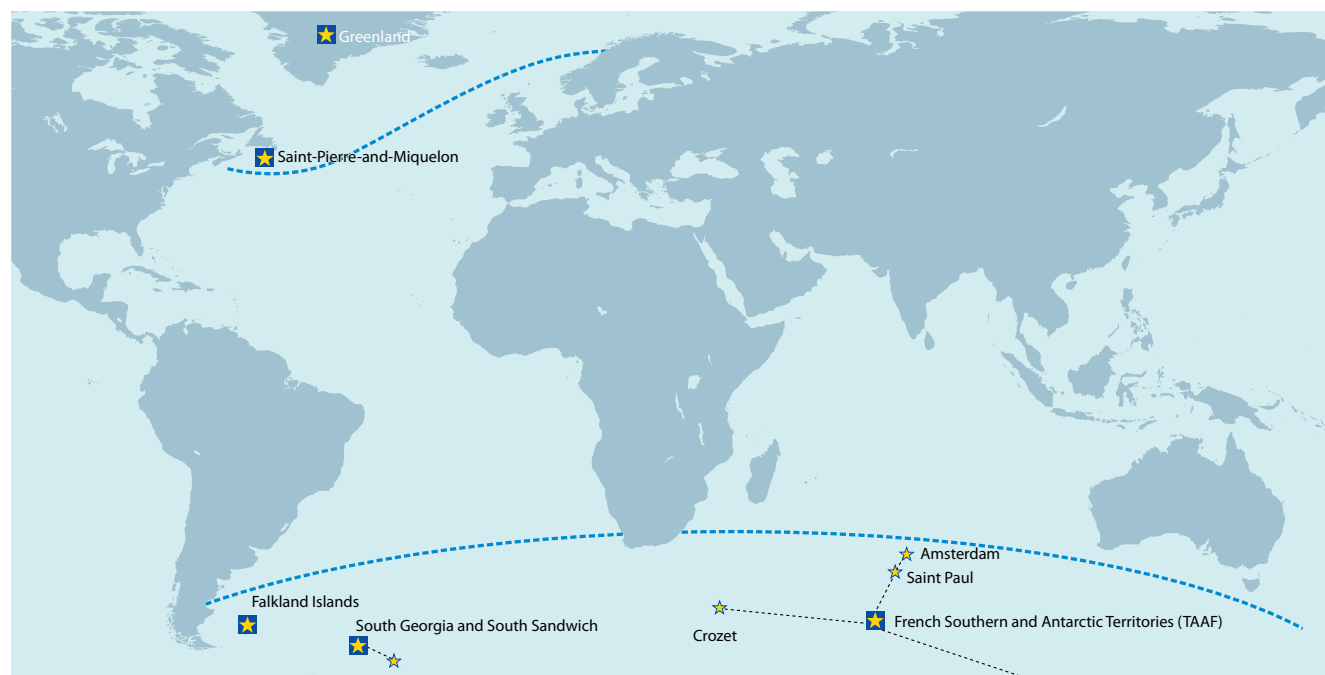 Greenland
Saint-Pierre-and-Miquelon
Amsterdam
Saint Paul
Falkland Islands
South Georgia and South Sandwich
Crozet
French Southern and Antarctic Territories (TAAF)